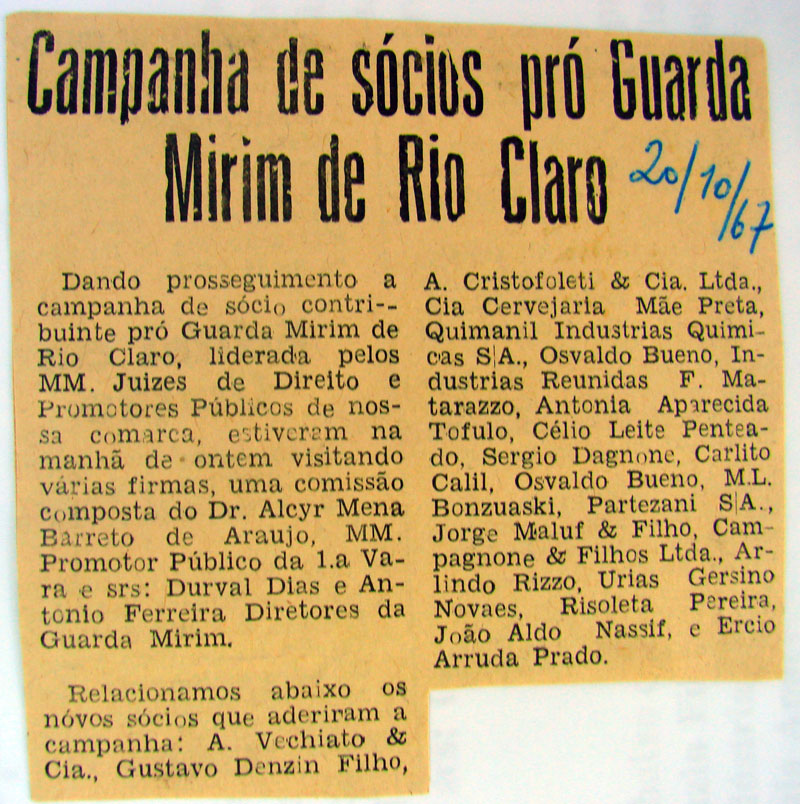 Campanha de sócios pró Guarda
Mirim de Rio Claro
20/10/67
Dando prosseguimento a
campanha de sócio contri--
buinte pró Guarda Mirim de
Rio Claro, liderada pelos
MM. Juizes de Direito e
Promotores Públicos de nos-
sa comarca, estiveram na
manhã de ontem visitando
várias firmas, uma comissão
composta do Dr. Alcyr Mena
Barreto de Araujo, MM.
Promotor Público da 1.a Va-
ra e srs: Durval Dias e An-
tonio Ferreira Diretores da
Guarda Mirim.
Relacionamos abaixo os
nóvos sócios que aderiram a
campanha: A. Vechiato &
Cia., Gustavo Denzin Filho,
A. Cristofoleti & Cia. Ltda.,
Cia Cervejaria Mãe Preta,
Quimanil Industrias Quimi-
cas S|A., Osvaldo Bueno, In-
dustrias Reunidas F. Ma-
tarazzo, Antonia Aparecida
Tofulo, Célio Leite Pentea-
do, Sergio Dagnone, Carlito
Calil, Osvaldo Bueno, M.L.
Bonzuaski, Partezani S|A.,
Jorge Maluf & Filho, Cam-
pagnone & Filhos Ltda., Ar-
lindo Rizzo, Urias Gersino
Novaes, Risoleta Pereira,
João Aldo Nassif, e Ercio
Arruda Prado.